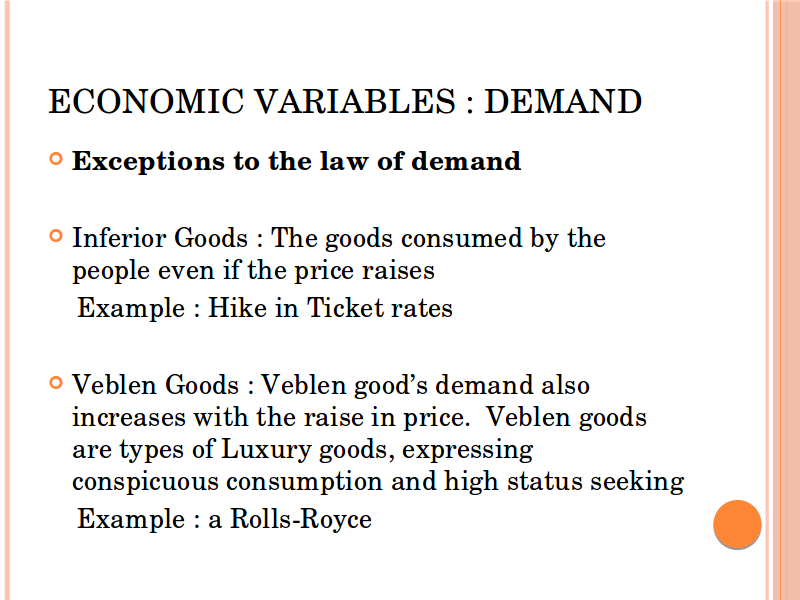 ECONOMIC VARIABLES : DEMAND
Exceptions to the law of demand
Inferior Goods : The goods consumed by the
people even if the price raises
Example : Hike in Ticket rates
Veblen Goods : Veblen good’s demand also
increases with the raise in price.  Veblen goods
are types of Luxury goods, expressing
conspicuous consumption and high status seeking
Example : a Rolls-Royce